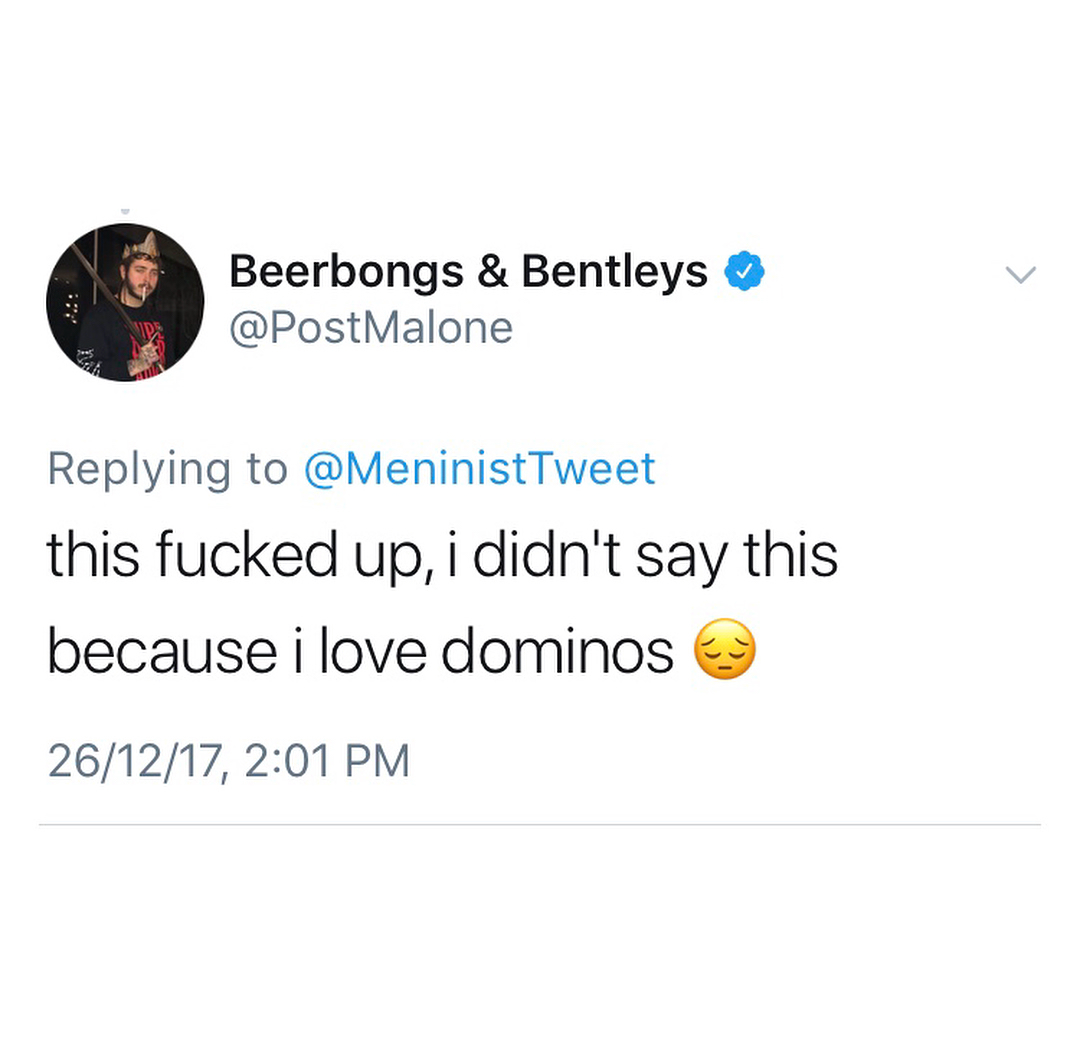 Beerbongs & Bentleys
@PostMalone
Replying to @MeninistTweet
this fucked up, i didn't say this
because i love dominos 😔
26/12/17, 2:01 PM